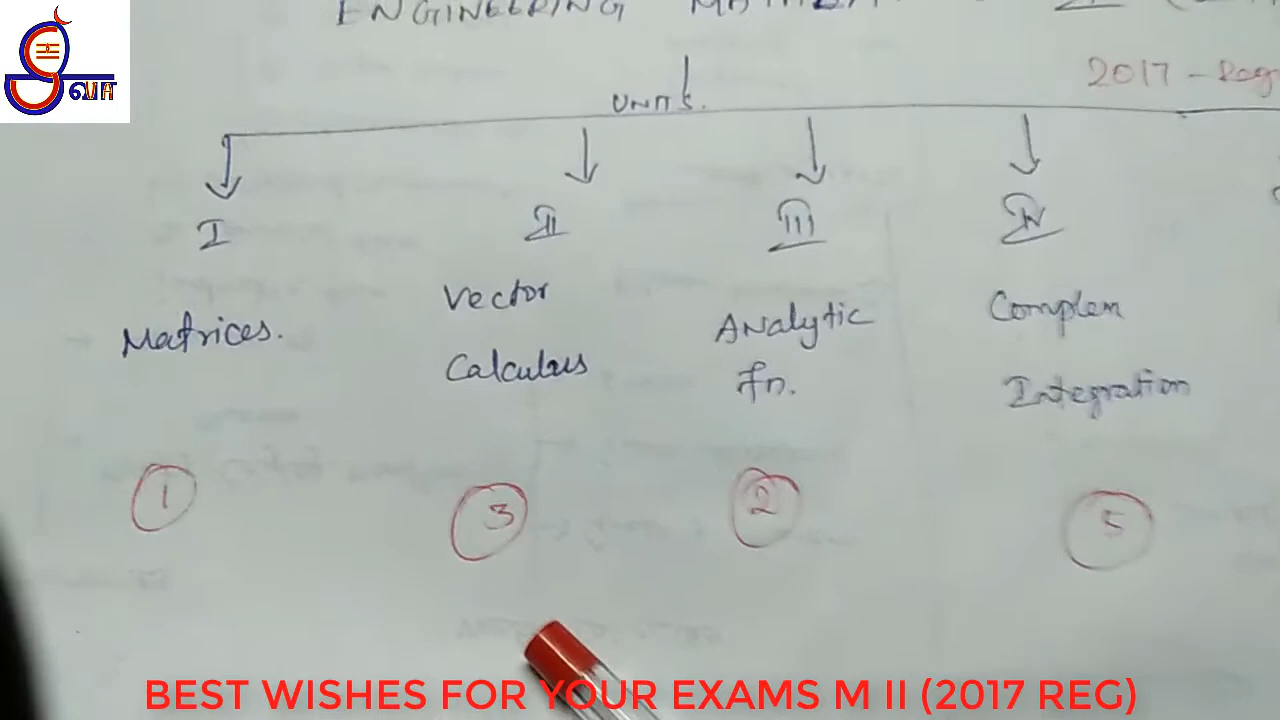 ENGINEERING
2017 - Reg
UNITS.
I II III IV
Matrices.
Vector
Calculus
Analytic
fn.
Complex
Integration
1 3 2 5
சிவா
BEST WISHES FOR YOUR EXAMS M II (2017 REG)